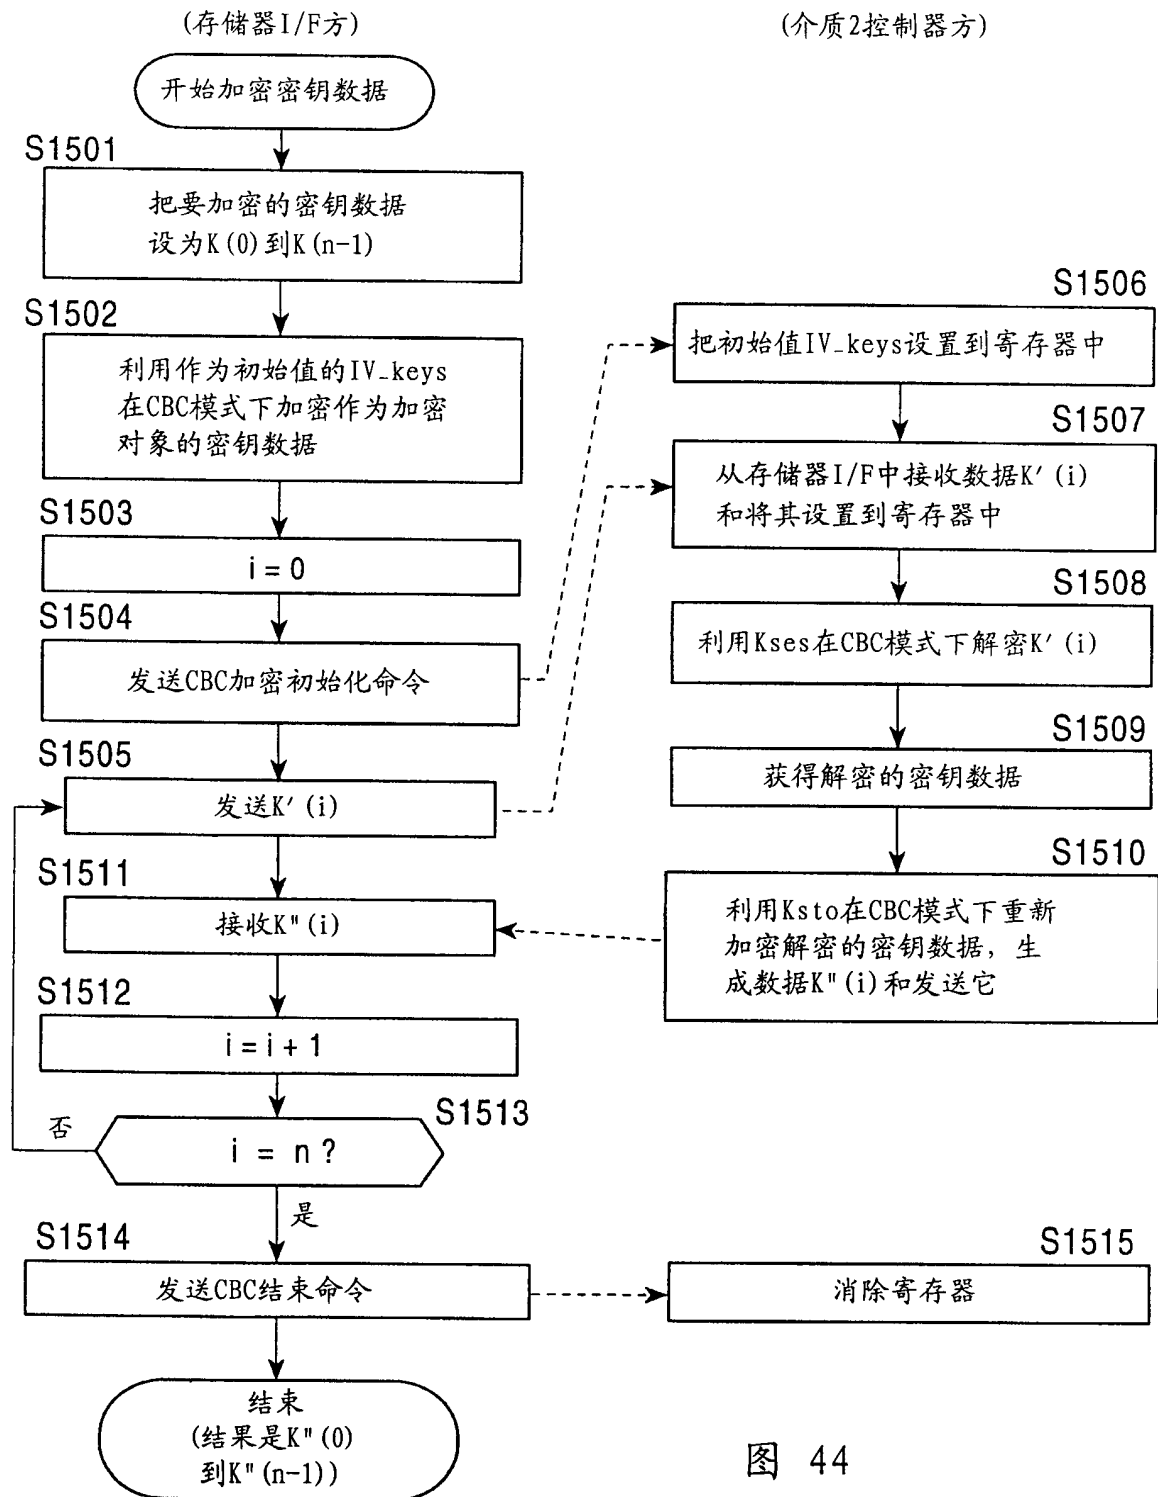 (存储器I/F方)
(介质2控制器方)
开始加密密钥数据
S1501
把要加密的密钥数据
设为K(0)到K(n-1)
S1502
利用作为初始值的IV_keys
在CBC模式下加密作为加密
对象的密钥数据
S1503
i=0
S1504
发送CBC加密初始化命令
S1505
发送K′(i)
S1506
把初始值IV_keys设置到寄存器中
S1507
从存储器I/F中接收数据K′(i)
和将其设置到寄存器中
S1508
利用Kses在CBC模式下解密K′(i)
S1509
获得解密的密钥数据
S1510
利用Ksto在CBC模式下重新
加密解密的密钥数据, 生
成数据K"(i)和发送它
S1511
接收K"(i)
S1512
i=i+1
S1513
i = n?
否
是
S1514
发送CBC结束命令
S1515
消除寄存器
结束
(结果是K"(0)
到K"(n-1))
图 44